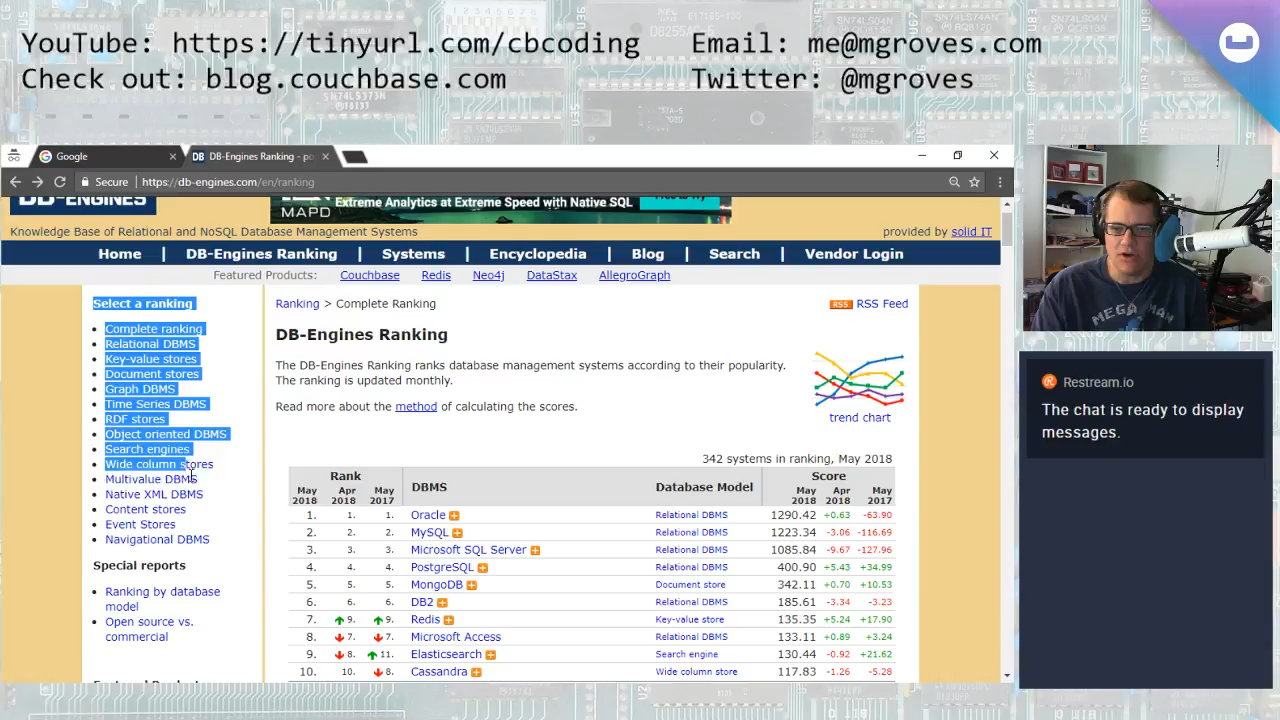 YouTube: https://tinyurl.com/cbcoding Email: me@mgroves.com
Check out: blog.couchbase.com Twitter: @mgroves
Google
DB-Engines Ranking - po
Secure https://db-engines.com/en/ranking
DB-ENGINES
MAPD Extreme Analytics at Extreme Speed with Native SQL
Knowledge Base of Relational and NoSQL Database Management Systems provided by solid IT
Home | DB-Engines Ranking | Systems | Encyclopedia | Blog | Search | Vendor Login
Featured Products: Couchbase Redis Neo4j DataStax AllegroGraph
Select a ranking
Complete ranking
Relational DBMS
Key-value stores
Document stores
Graph DBMS
Time Series DBMS
RDF stores
Object oriented DBMS
Search engines
Wide column stores
Multivalue DBMS
Native XML DBMS
Content stores
Event Stores
Navigational DBMS
Special reports
Ranking by database
model
Open source vs.
commercial
Ranking > Complete Ranking
RSS RSS Feed
DB-Engines Ranking
The DB-Engines Ranking ranks database management systems according to their popularity.
The ranking is updated monthly.
Read more about the method of calculating the scores.
trend chart
342 systems in ranking, May 2018
Rank DBMS Database Model Score
May 2018 Apr 2018 May 2017 May 2018 Apr 2018 May 2017
1. 1. 1. Oracle Relational DBMS 1290.42 +0.63 -63.90
2. 2. 2. MySQL Relational DBMS 1223.34 -3.06 -116.69
3. 3. 3. Microsoft SQL Server Relational DBMS 1085.84 -9.67 -127.96
4. 4. 4. PostgreSQL Relational DBMS 400.90 +5.43 +34.99
5. 5. 5. MongoDB Document store 342.11 +0.70 +10.53
6. 6. 6. DB2 Relational DBMS 185.61 -3.34 -3.23
7. 9. 9. Redis Key-value store 135.35 +5.24 +17.90
8. 7. 7. Microsoft Access Relational DBMS 133.11 +0.89 +3.24
9. 8. 11. Elasticsearch Search engine 130.44 -0.92 +21.62
10. 10. 8. Cassandra Wide column store 117.83 -1.26 -5.28
Restream.io
The chat is ready to display
messages.
MEGA MAN